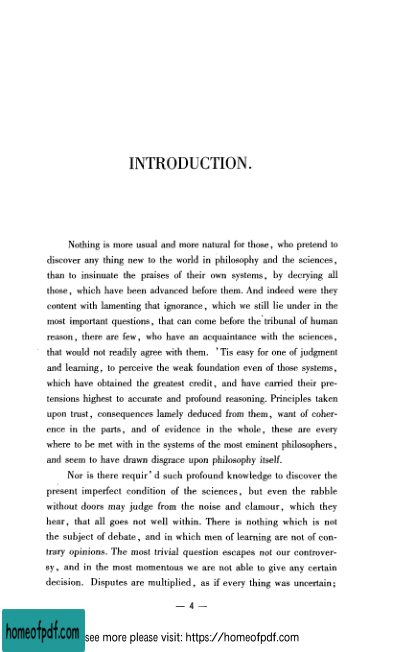 INTRODUCTION.
Nothing is more usual and more natural for those, who pretend to
discover any thing new to the world in philosophy and the sciences,
than to insinuate the praises of their own systems, by decrying all
those, which have been advanced before them. And indeed were they
content with lamenting that ignorance, which we still lie under in the
most important questions, that can come before the tribunal of human
reason, there are few, who have an acquaintance with the sciences,
that would not readily agree with them. 'Tis easy for one of judgment
and learning, to perceive the weak foundation even of those systems,
which have obtained the greatest credit, and have carried their pre-
tensions highest to accurate and profound reasoning. Principles taken
upon trust, consequences lamely deduced from them, want of coher-
ence in the parts, and of evidence in the whole, these are every
where to be met with in the systems of the most eminent philosophers,
and seem to have drawn disgrace upon philosophy itself.
Nor is there requir'd such profound knowledge to discover the
present imperfect condition of the sciences, but even the rabble
without doors may judge from the noise and clamour, which they
hear, that all goes not well within. There is nothing which is not
the subject of debate, and in which men of learning are not of con-
trary opinions. The most trivial question escapes not our controver-
sy, and in the most momentous we are not able to give any certain
decision. Disputes are multiplied, as if every thing was uncertain;
— 4 —
homeofpdf.com see more please visit: https://homeofpdf.com